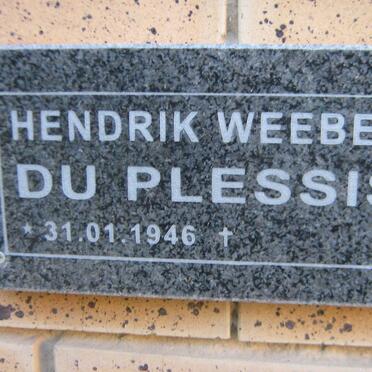 HENDRIK WEEBE
DU PLESSIS
* 31.01.1946 †